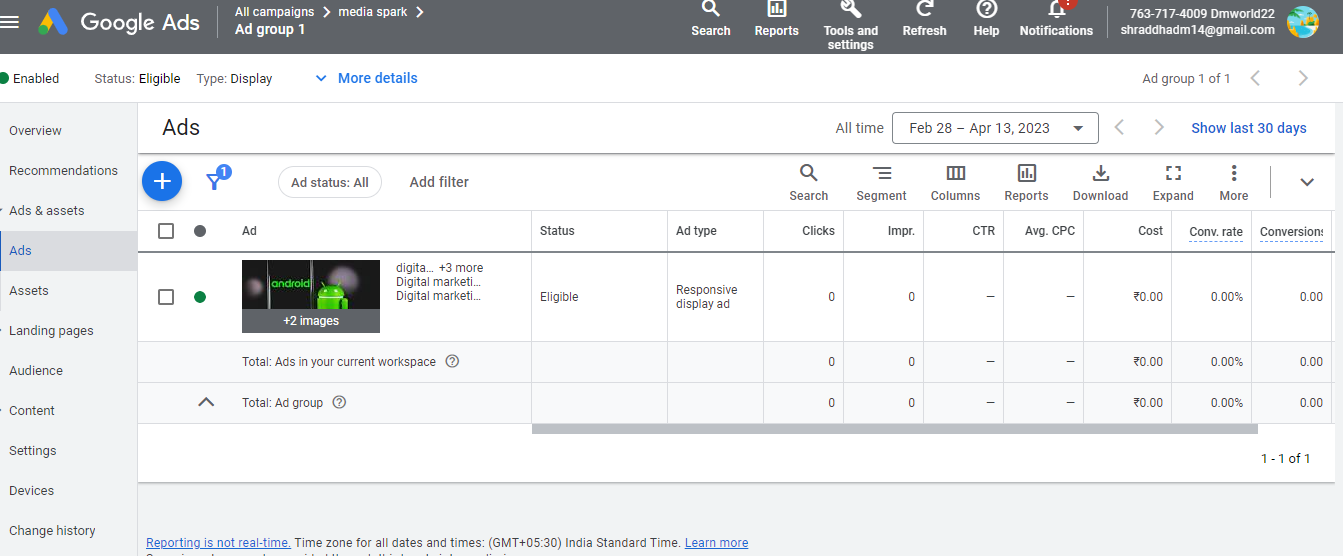 All campaigns > media spark >
Google Ads
Ad group 1
Search
Reports
Tools and
settings
Refresh
Help
Notifications
763-717-4009 Dmworld22
shraddhadm14@gmail.com
Enabled
Status: Eligible
Type: Display
More details
Ad group 1 of 1
Overview
Recommendations
Ads & assets
Ads
Assets
Landing pages
Audience
Content
Settings
Devices
Change history
Ads
All time
Feb 28 – Apr 13, 2023
Show last 30 days
1
Ad status: All
Add filter
Search
Segment
Columns
Reports
Download
Expand
More
Ad Status Ad type Clicks Impr. CTR Avg. CPC Cost Conv. rate Conversions
android
+2 images
digita... +3 more
Digital marketi...
Digital marketi...
Eligible
Responsive
display ad
0 0 — — ₹0.00 0.00% 0.00
Total: Ads in your current workspace 0 0 — — ₹0.00 0.00% 0.00
Total: Ad group 0 0 — — ₹0.00 0.00% 0.00
1 - 1 of 1
Reporting is not real-time. Time zone for all dates and times: (GMT+05:30) India Standard Time. Learn more